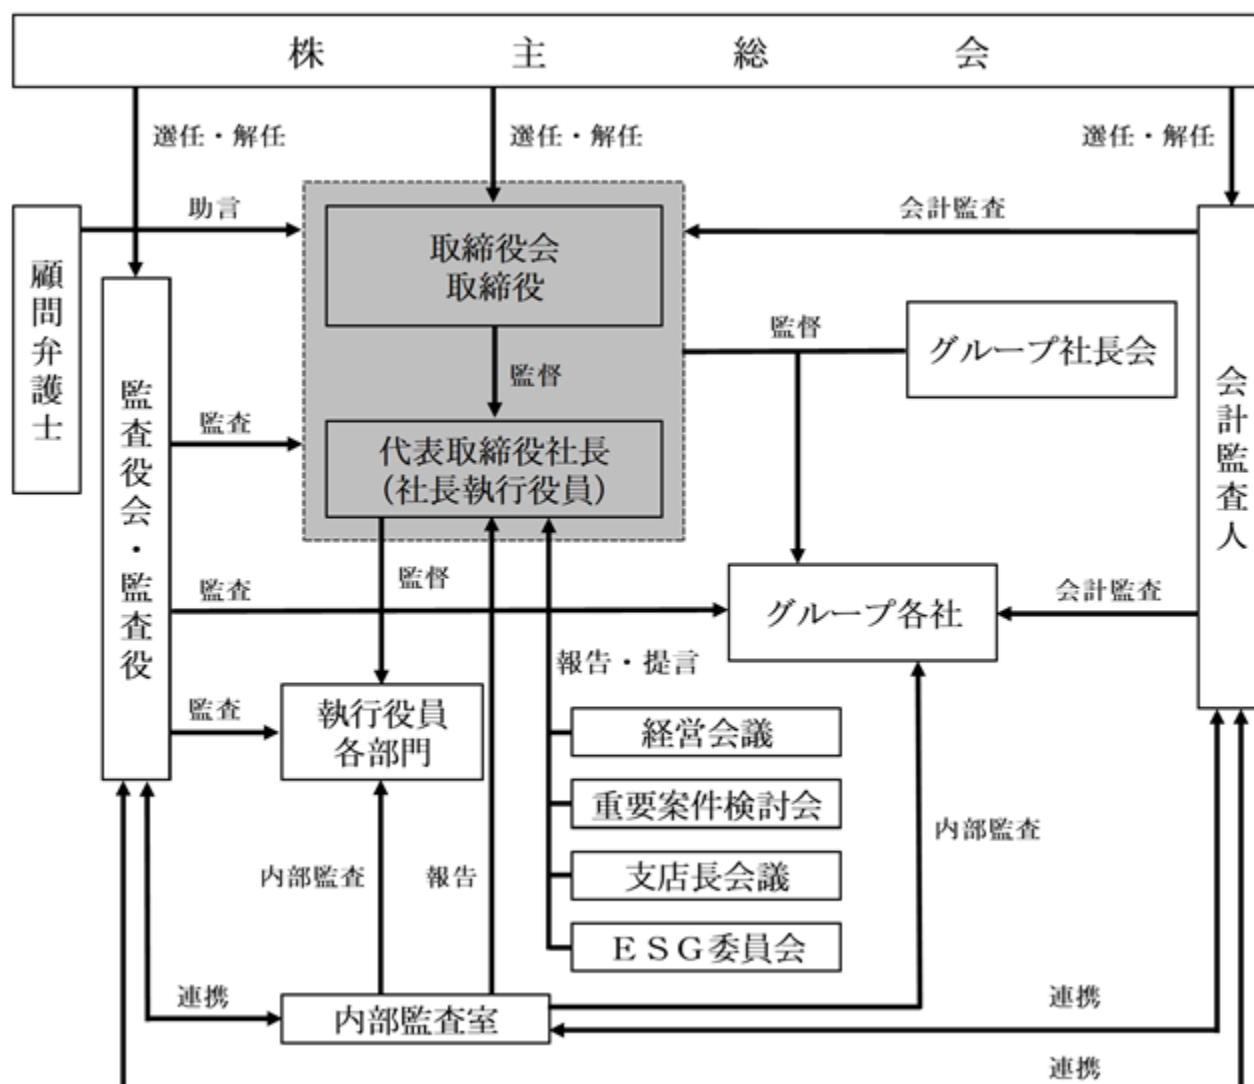 株主総会
選任・解任
選任・解任
選任・解任
助言
会計監査
顧問弁護士
取締役会
取締役
監督
グループ社長会
監督
監査役会・監査役
監査
代表取締役社長
（社長執行役員）
会計監査人
監督
監査
グループ各社
会計監査
報告・提言
監査
執行役員
各部門
経営会議
重要案件検討会
内部監査
内部監査
報告
支店長会議
ＥＳＧ委員会
連携
内部監査室
連携
連携